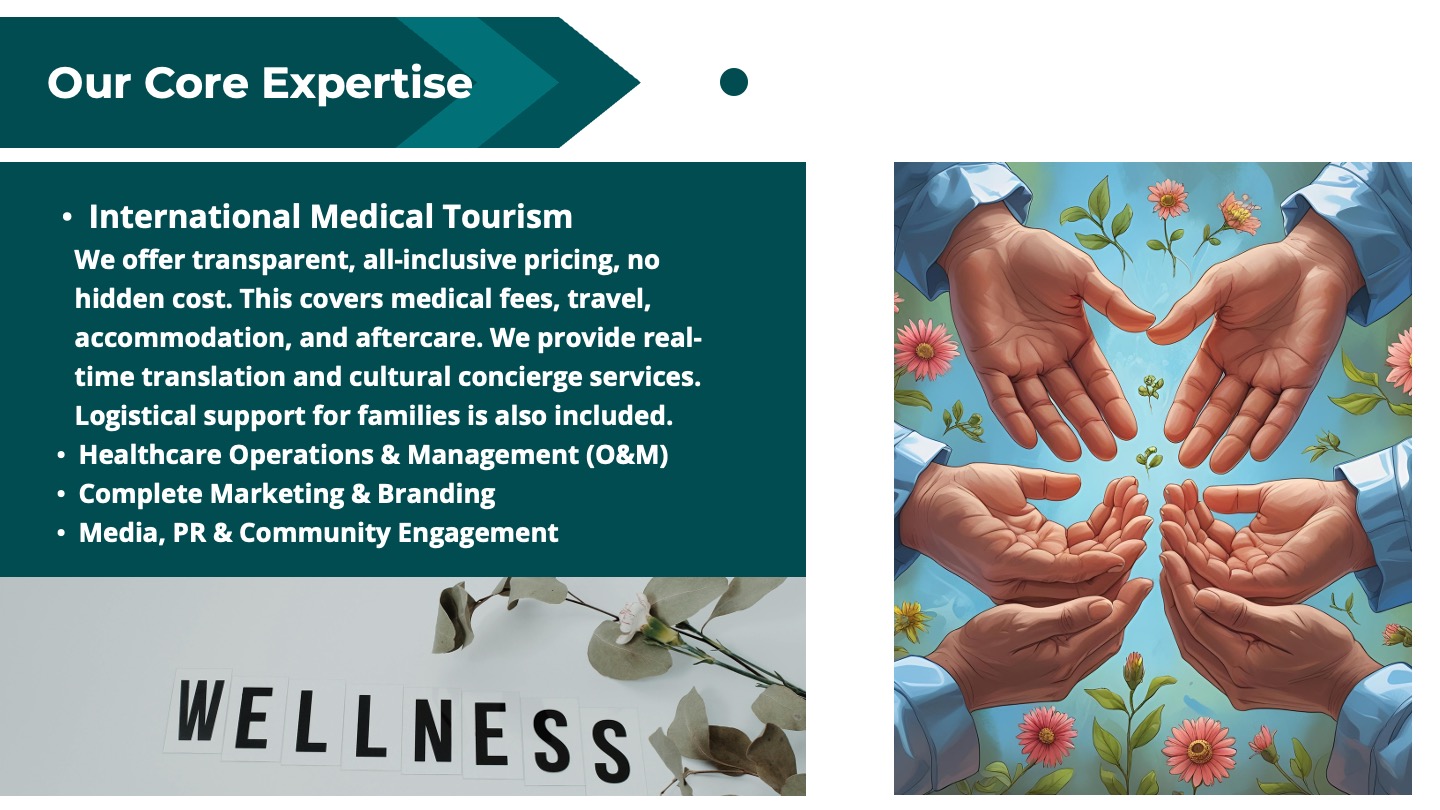 Our Core Expertise
• International Medical Tourism
We offer transparent, all-inclusive pricing, no
hidden cost. This covers medical fees, travel,
accommodation, and aftercare. We provide real-
time translation and cultural concierge services.
Logistical support for families is also included.
• Healthcare Operations & Management (O&M)
• Complete Marketing & Branding
• Media, PR & Community Engagement
WELLNESS